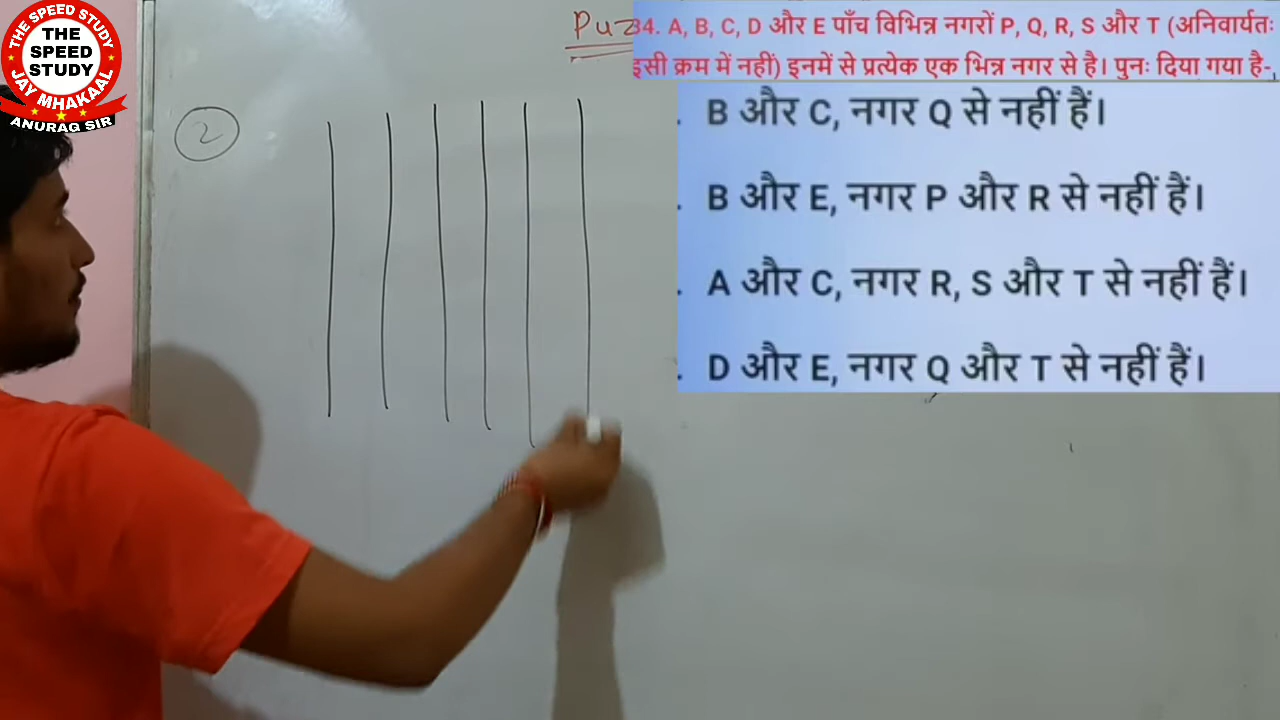 THE SPEED STUDY
THE
SPEED
STUDY
JAY MHAKAAL
ANURAG SIR
2
34. A, B, C, D और E पाँच विभिन्न नगरों P, Q, R, S और T (अनिवार्यतः
इसी क्रम में नहीं) इनमें से प्रत्येक एक भिन्न नगर से है। पुनः दिया गया है-
. B और C, नगर Q से नहीं हैं।
. B और E, नगर P और R से नहीं हैं।
. A और C, नगर R, S और T से नहीं हैं।
. D और E, नगर Q और T से नहीं हैं।